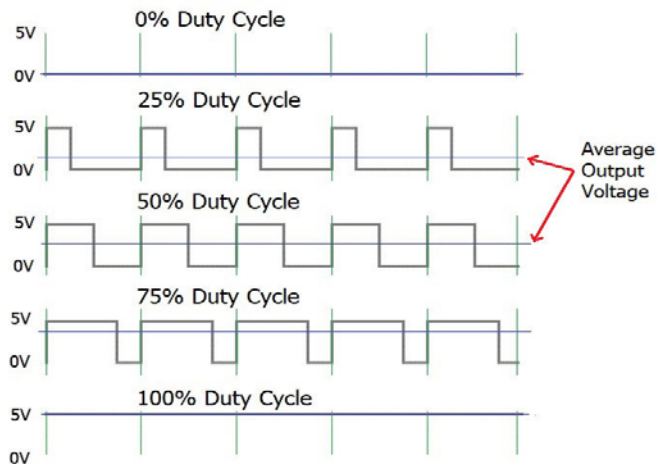 0% Duty Cycle
5V
0V
25% Duty Cycle
5V
0V
Average
Output
Voltage
50% Duty Cycle
5V
0V
75% Duty Cycle
5V
0V
100% Duty Cycle
5V
0V